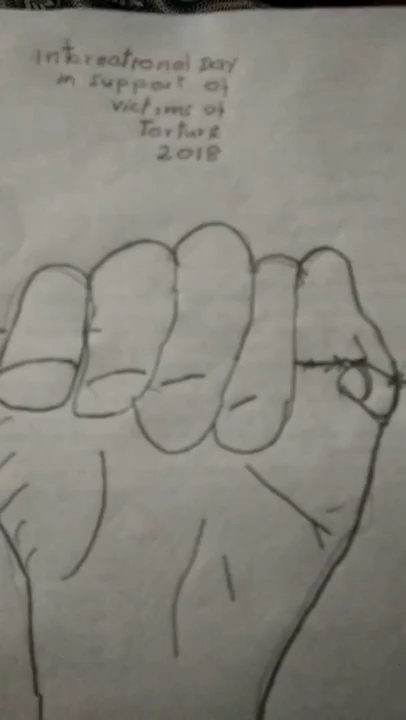 International Day
in support of
victims of
Torture
2018